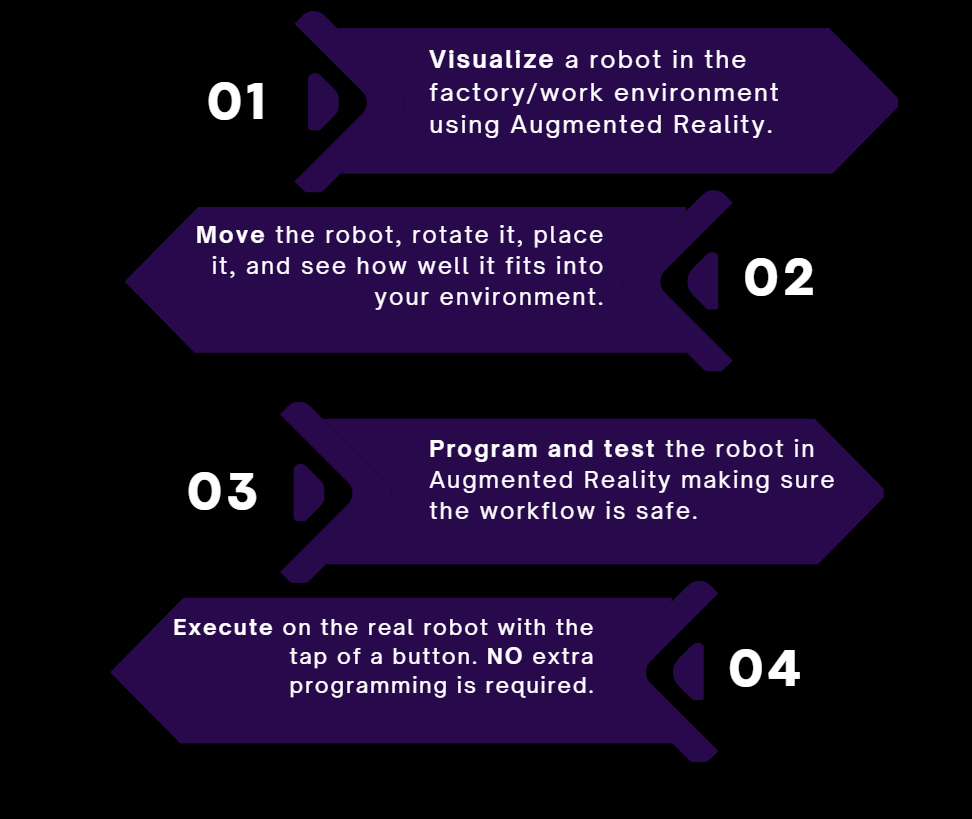 01
Visualize a robot in the
factory/work environment
using Augmented Reality.
Move the robot, rotate it, place
it, and see how well it fits into
your environment.
02
03
Program and test the robot in
Augmented Reality making sure
the workflow is safe.
Execute on the real robot with the
tap of a button. NO extra
programming is required.
04